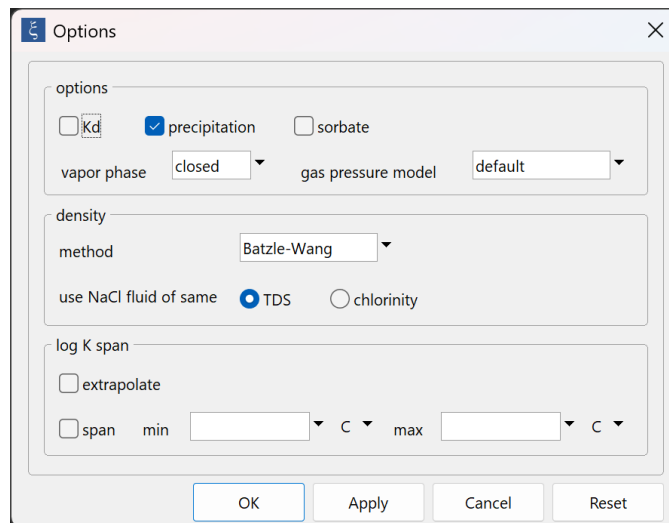 ξ Options
options
Kd precipitation sorbate
vapor phase closed gas pressure model default
density
method Batzle-Wang
use NaCl fluid of same TDS chlorinity
log K span
extrapolate
span min C max C
OK Apply Cancel Reset